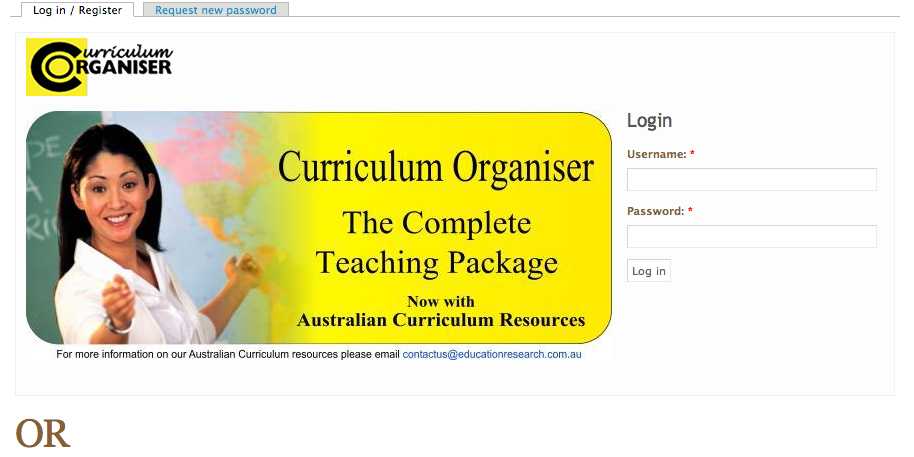 Log in / Register
Request new password
Curriculum
ORGANISER
Curriculum Organiser
The Complete
Teaching Package
Now with
Australian Curriculum Resources
For more information on our Australian Curriculum resources please email contactus@educationresearch.com.au
Login
Username: *
Password: *
Log in
OR